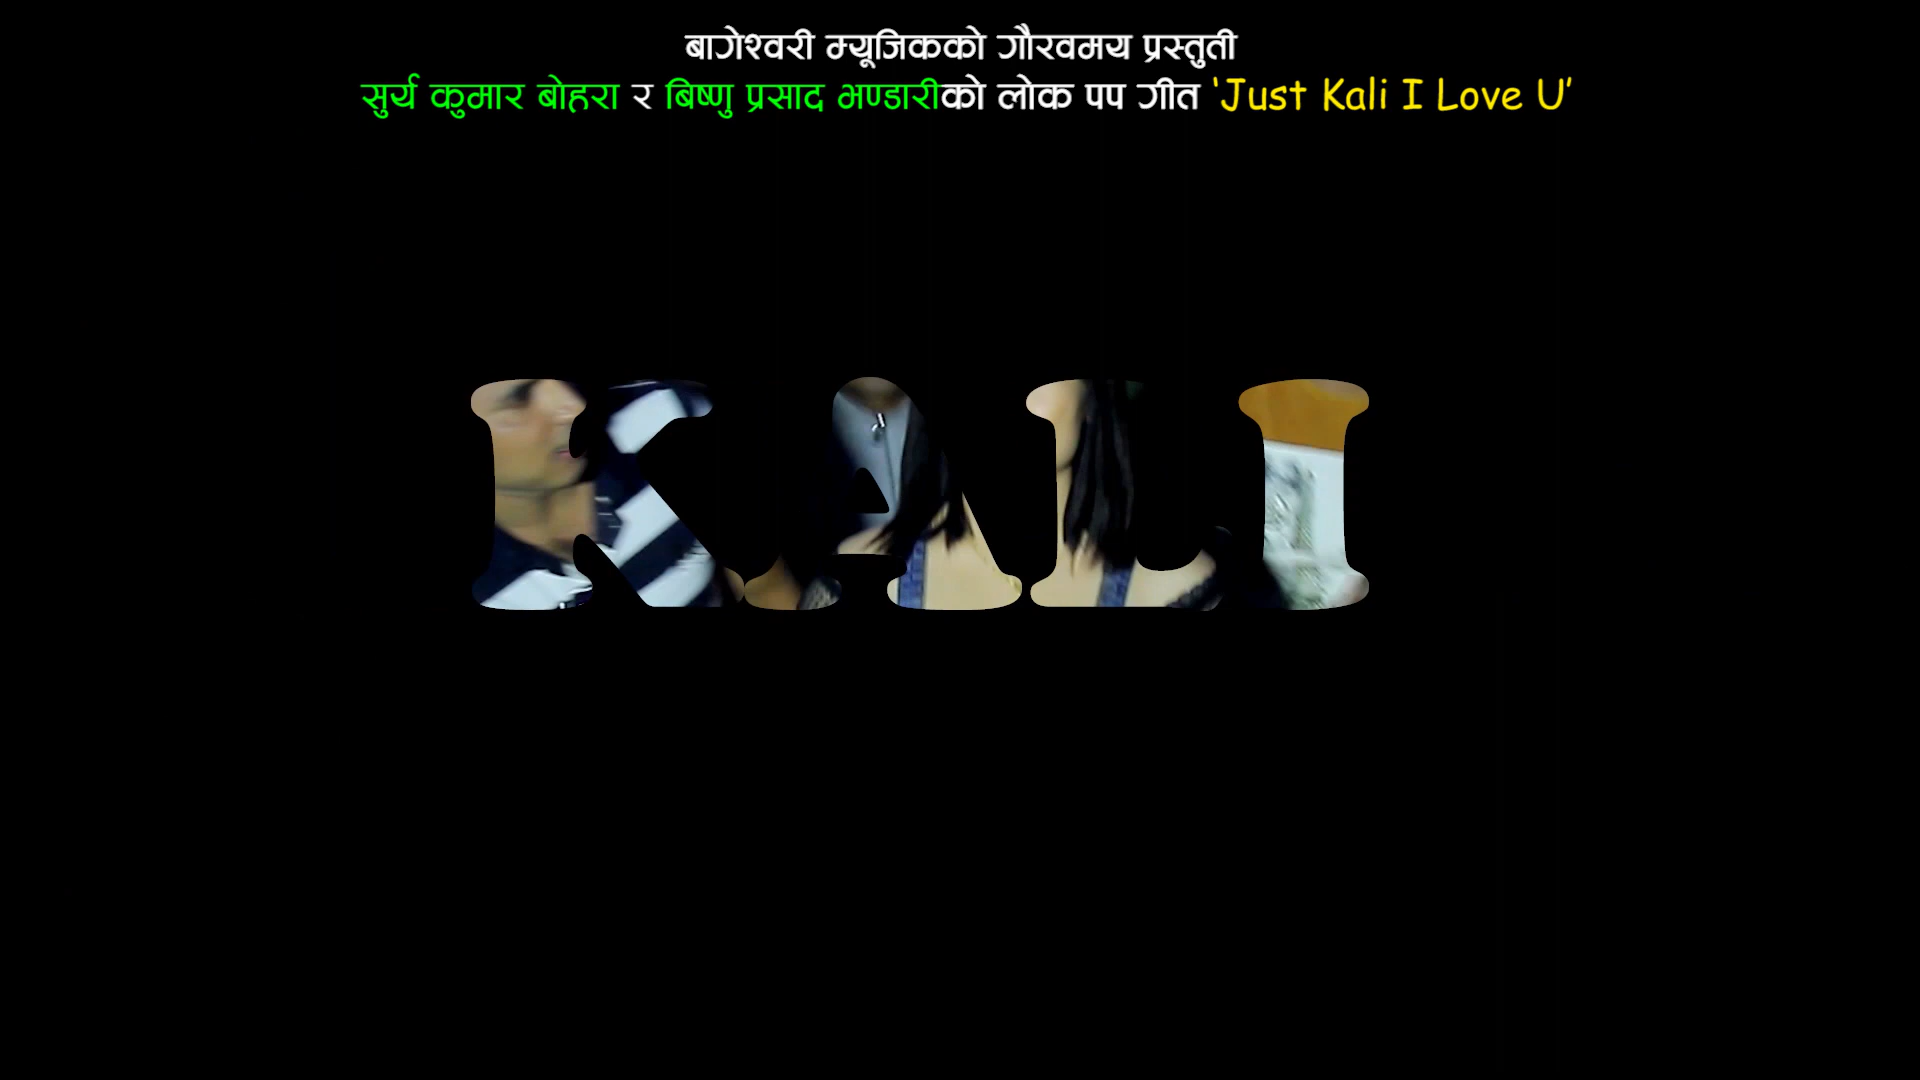 बागेश्वरी म्यूजिकको गौरवमय प्रस्तुती
सुर्य कुमार बोहरा र बिष्णु प्रसाद भण्डारीको लोक पप गीत ‘Just Kali I Love U’
KALI